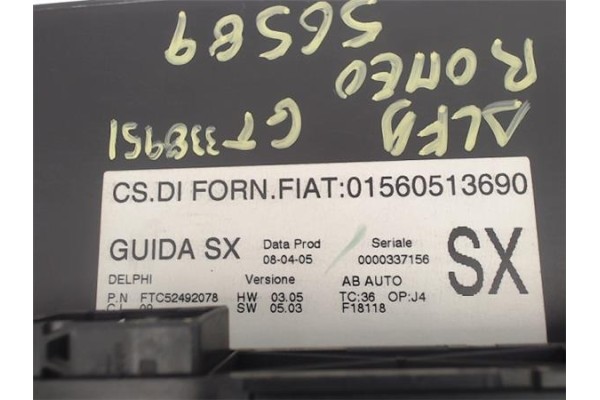 ALFA
ROMEO
56589
GT 338951
CS.DI FORN.FIAT:01560513690
GUIDA SX Data Prod Seriale SX
08-04-05 0000337156
DELPHI Versione AB AUTO
P.N FTC52492078 HW 03.05 TC:36 OP:J4
C.I 09 SW 05.03 F18118